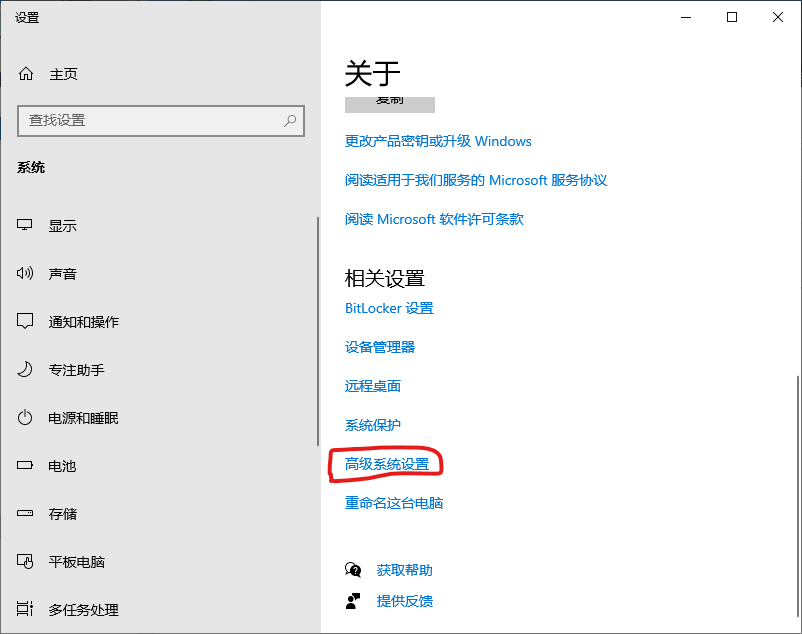 设置
主页
查找设置
系统
显示
声音
通知和操作
专注助手
电源和睡眠
电池
存储
平板电脑
多任务处理
关于
复制
更改产品密钥或升级 Windows
阅读适用于我们服务的 Microsoft 服务协议
阅读 Microsoft 软件许可条款
相关设置
BitLocker 设置
设备管理器
远程桌面
系统保护
高级系统设置
重命名这台电脑
获取帮助
提供反馈